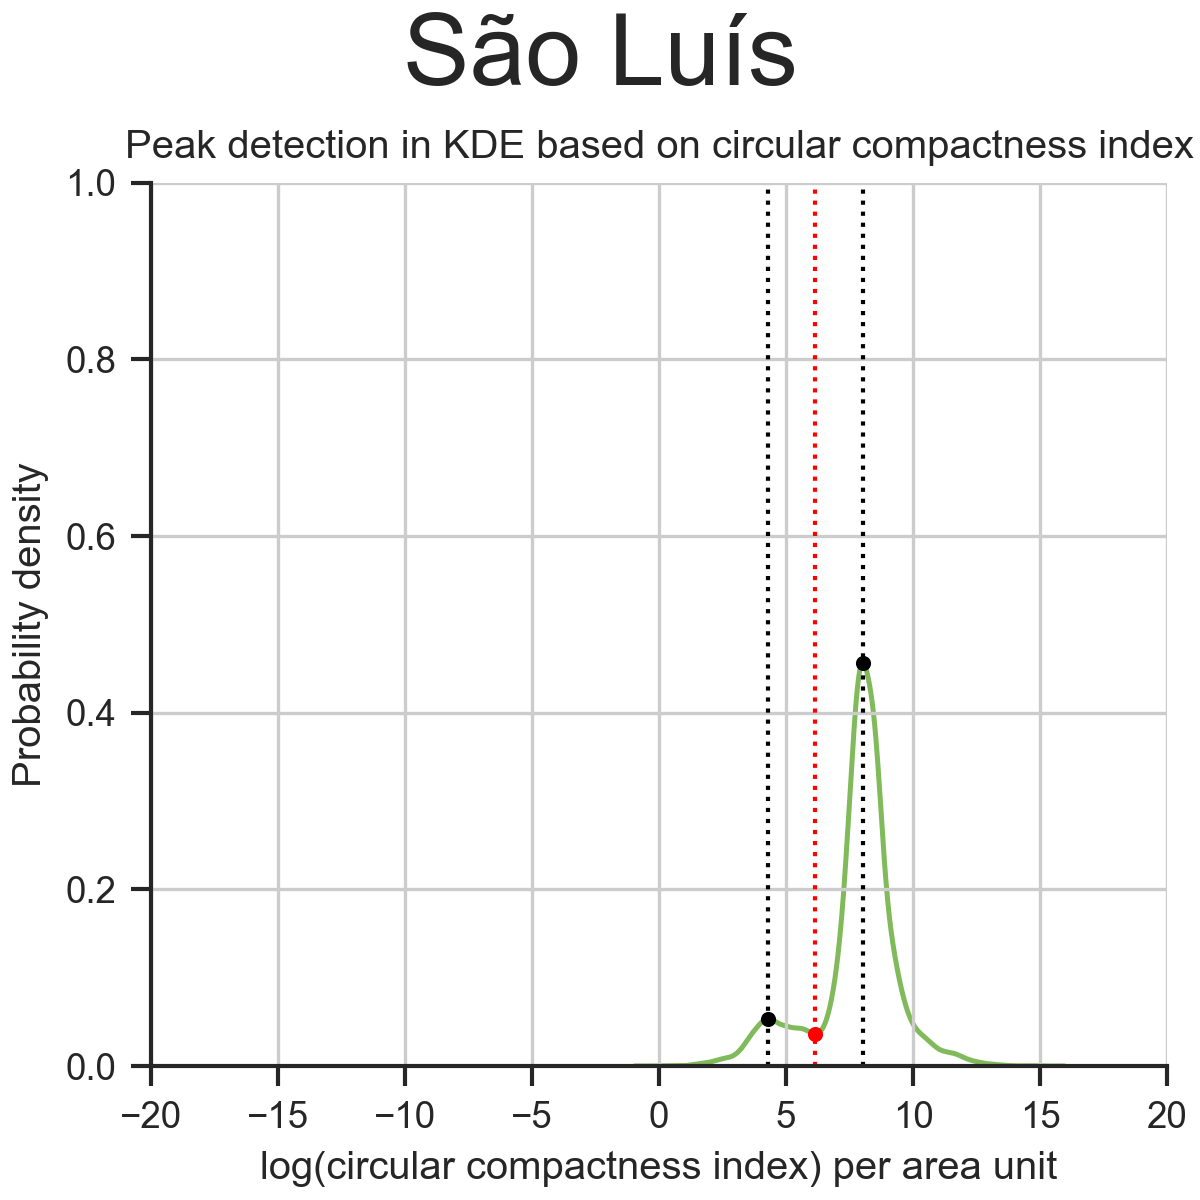 São Luís
Peak detection in KDE based on circular compactness index
1.0
0.8
0.6
0.4
0.2
0.0
Probability density
−20 −15 −10 −5 0 5 10 15 20
log(circular compactness index) per area unit